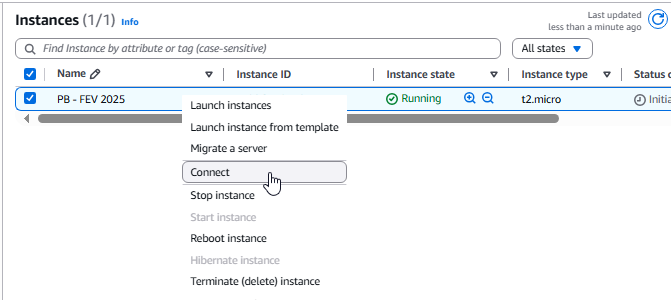 Instances (1/1) Info
Last updated
less than a minute ago
Find Instance by attribute or tag (case-sensitive)
All states
Name Instance ID Instance state Instance type Status c
PB - FEV 2025 Running t2.micro Initia
Launch instances
Launch instance from template
Migrate a server
Connect
Stop instance
Start instance
Reboot instance
Hibernate instance
Terminate (delete) instance